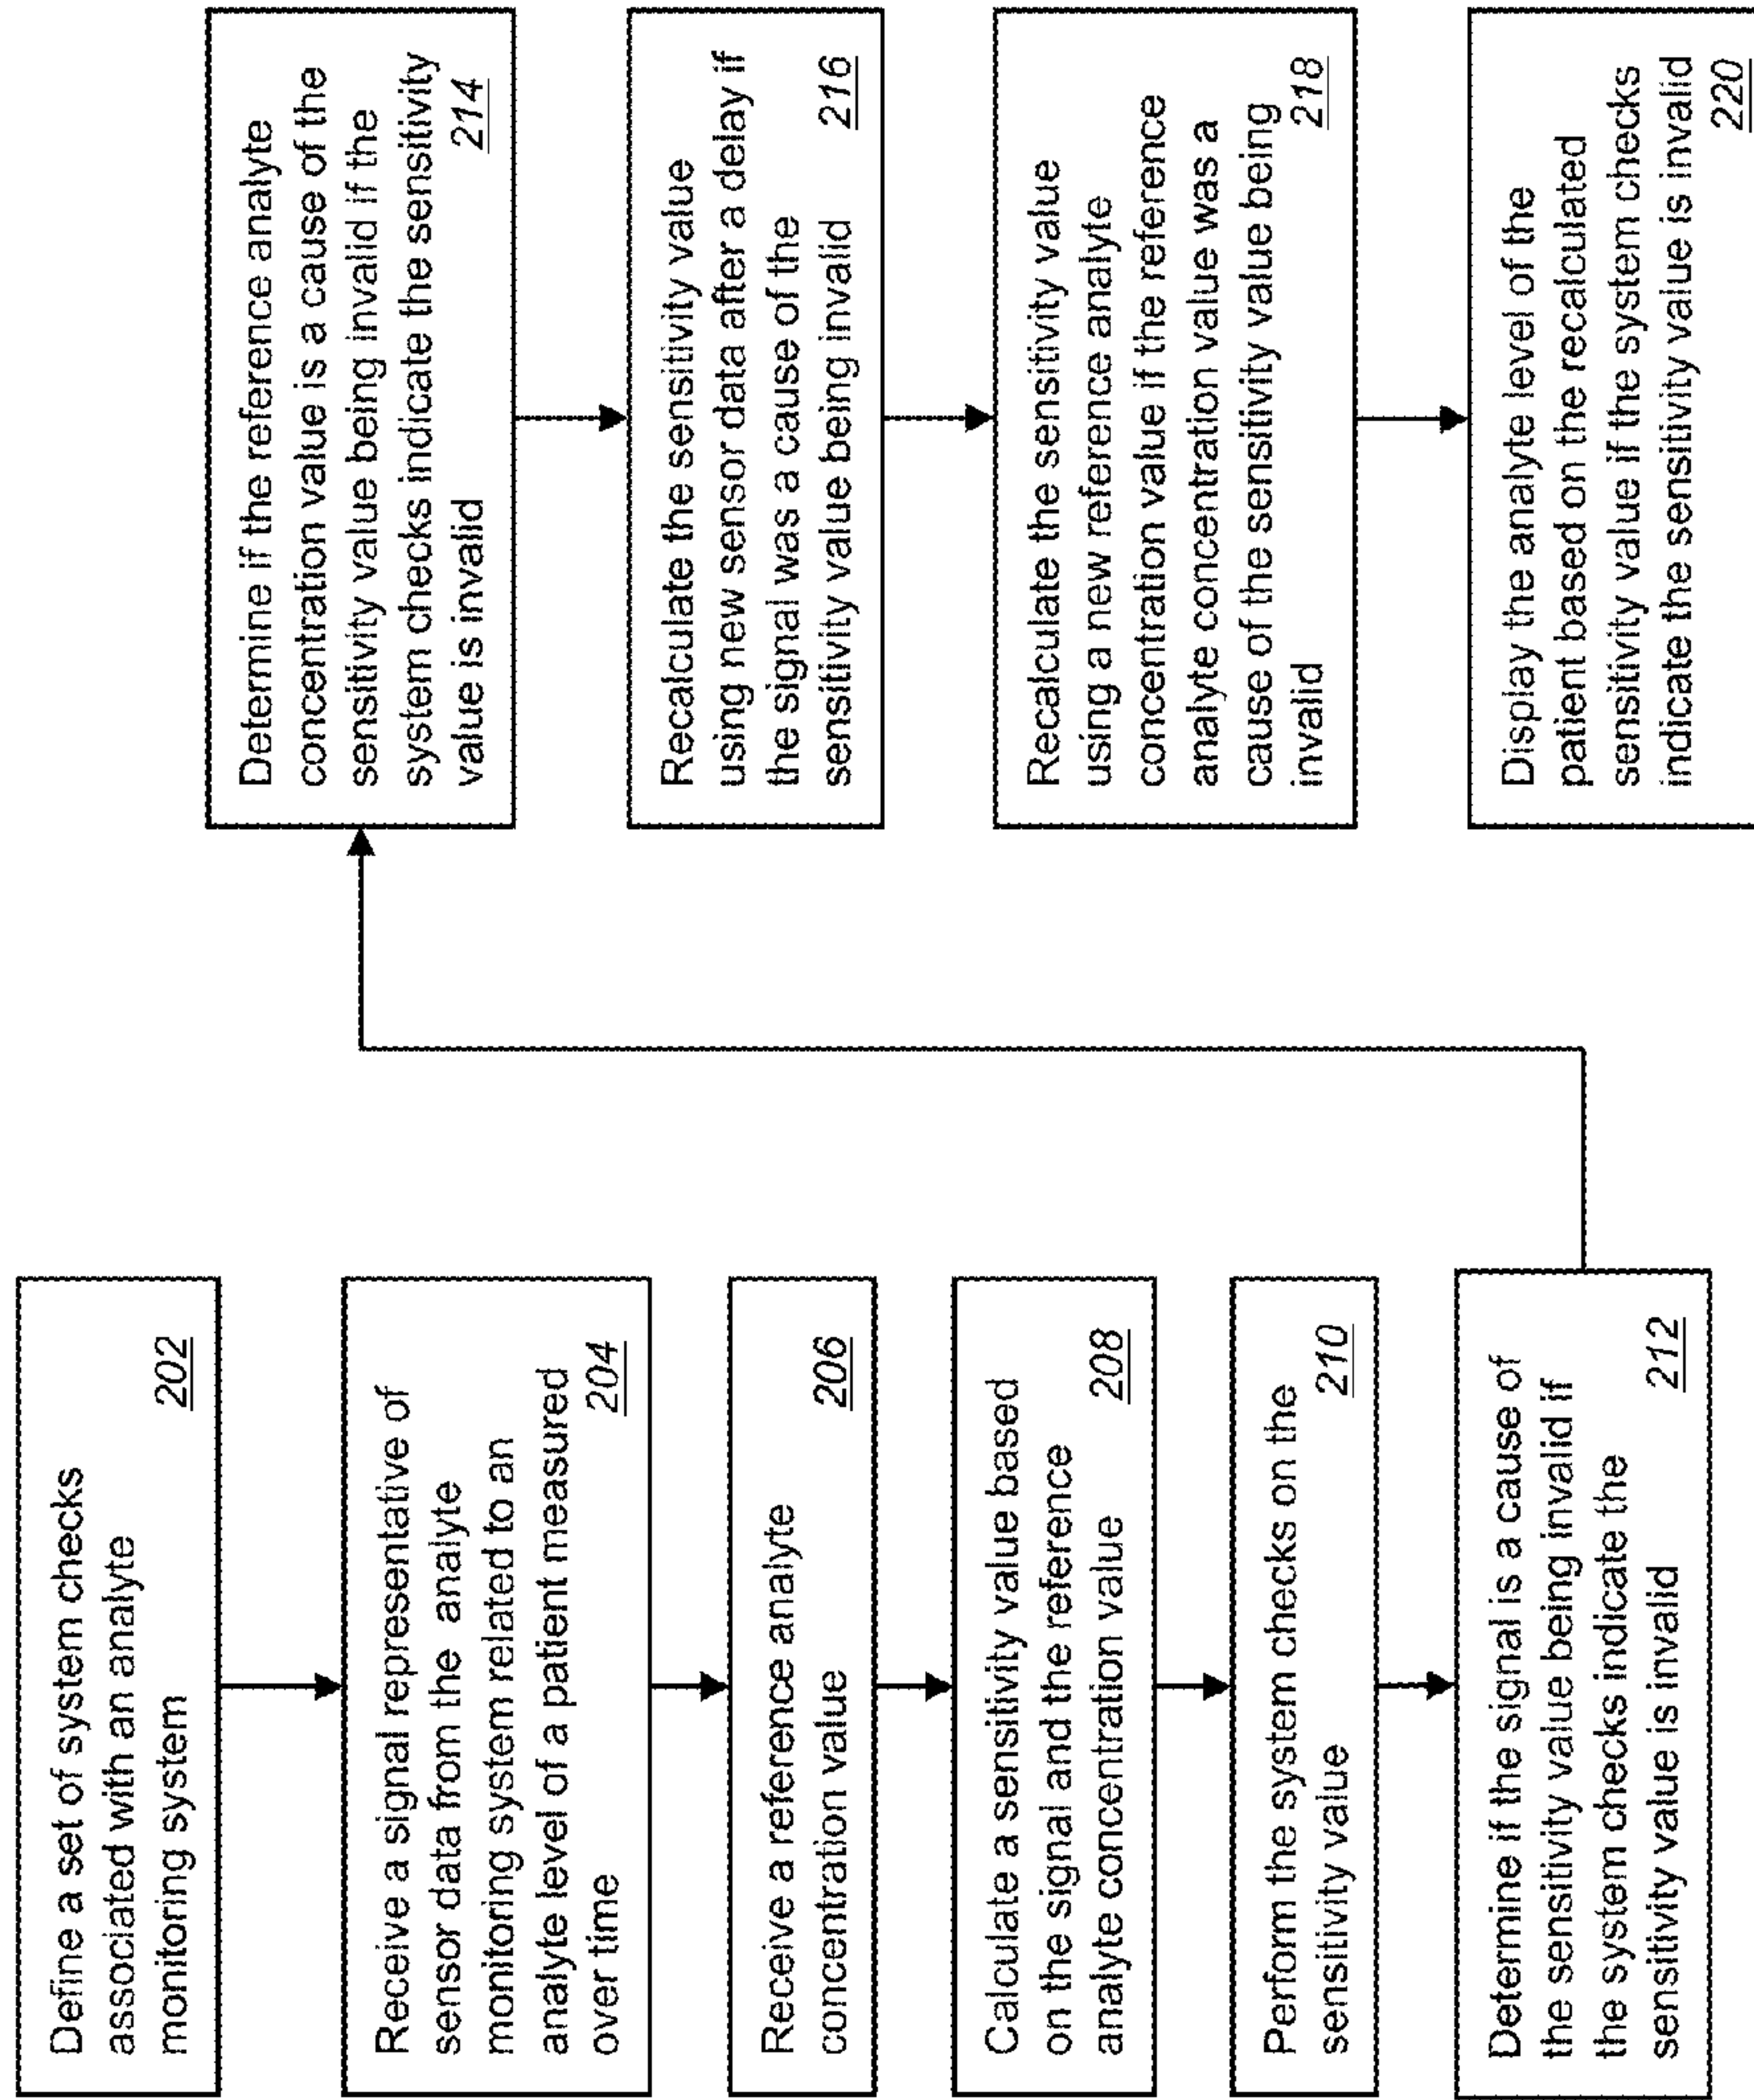 Define a set of system checks
associated with an analyte
monitoring system
202
Receive a signal representative of
sensor data from the analyte
monitoring system related to an
analyte level of a patient measured
over time
204
Receive a reference analyte
concentration value
206
Calculate a sensitivity value based
on the signal and the reference
analyte concentration value
208
Perform the system checks on the
sensitivity value
210
Determine if the signal is a cause of
the sensitivity value being invalid if
the system checks indicate the
sensitivity value is invalid
212
Determine if the reference analyte
concentration value is a cause of the
sensitivity value being invalid if the
system checks indicate the sensitivity
value is invalid
214
Recalculate the sensitivity value
using new sensor data after a delay if
the signal was a cause of the
sensitivity value being invalid
216
Recalculate the sensitivity value
using a new reference analyte
concentration value if the reference
analyte concentration value was a
cause of the sensitivity value being
invalid
218
Display the analyte level of the
patient based on the recalculated
sensitivity value if the system checks
indicate the sensitivity value is invalid
220